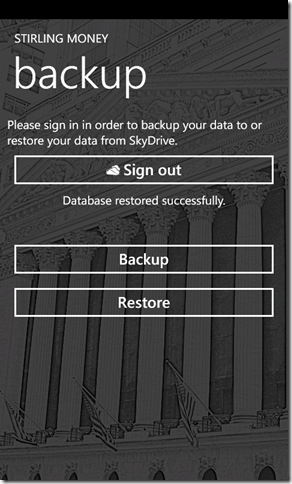 STIRLING MONEY
backup
Please sign in in order to backup your data to or
restore your data from SkyDrive.
Sign out
Database restored successfully.
Backup
Restore